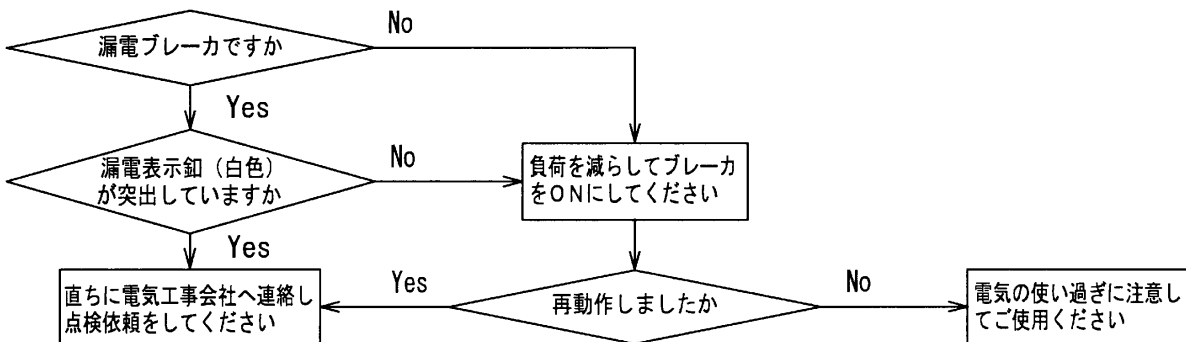 漏電ブレーカですか
No
Yes
漏電表示釦（白色）
が突出していますか
No
負荷を減らしてブレーカ
をONにしてください
Yes
直ちに電気工事会社へ連絡し
点検依頼をしてください
Yes
再動作しましたか
No
電気の使い過ぎに注意し
てご使用ください